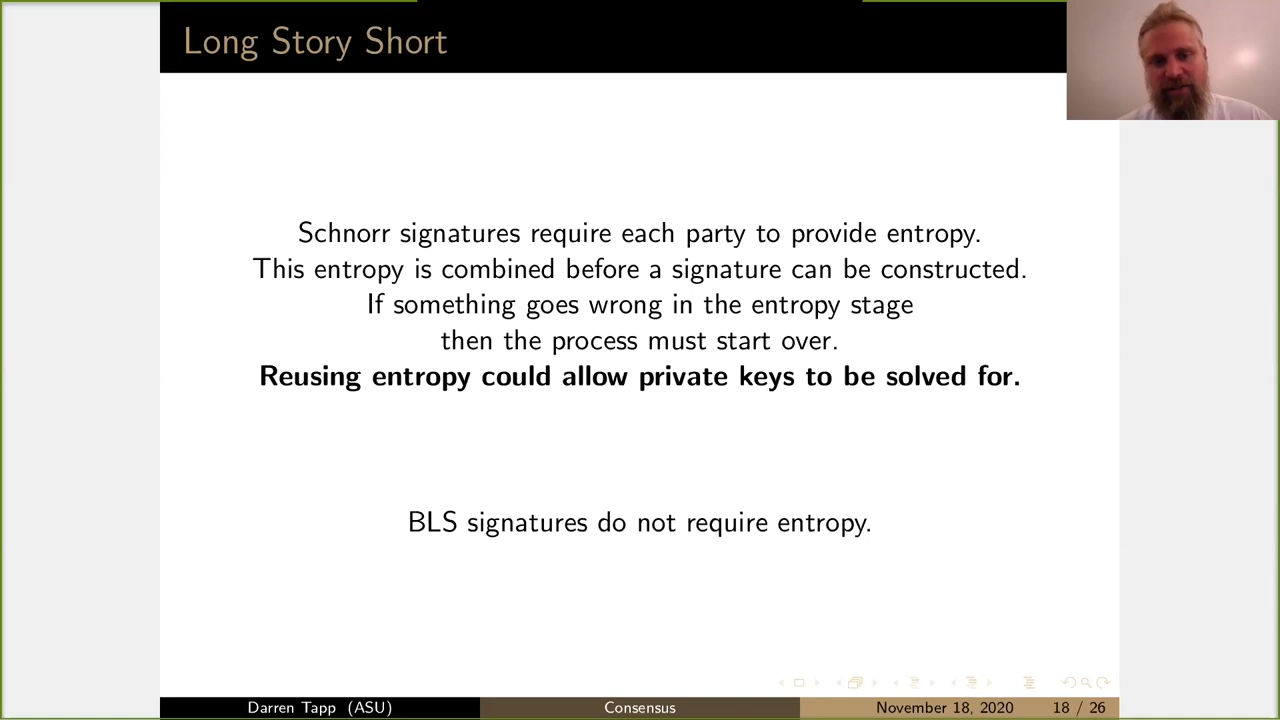 Long Story Short
Schnorr signatures require each party to provide entropy.
This entropy is combined before a signature can be constructed.
If something goes wrong in the entropy stage
then the process must start over.
Reusing entropy could allow private keys to be solved for.
BLS signatures do not require entropy.
Darren Tapp (ASU) Consensus November 18, 2020 18 / 26